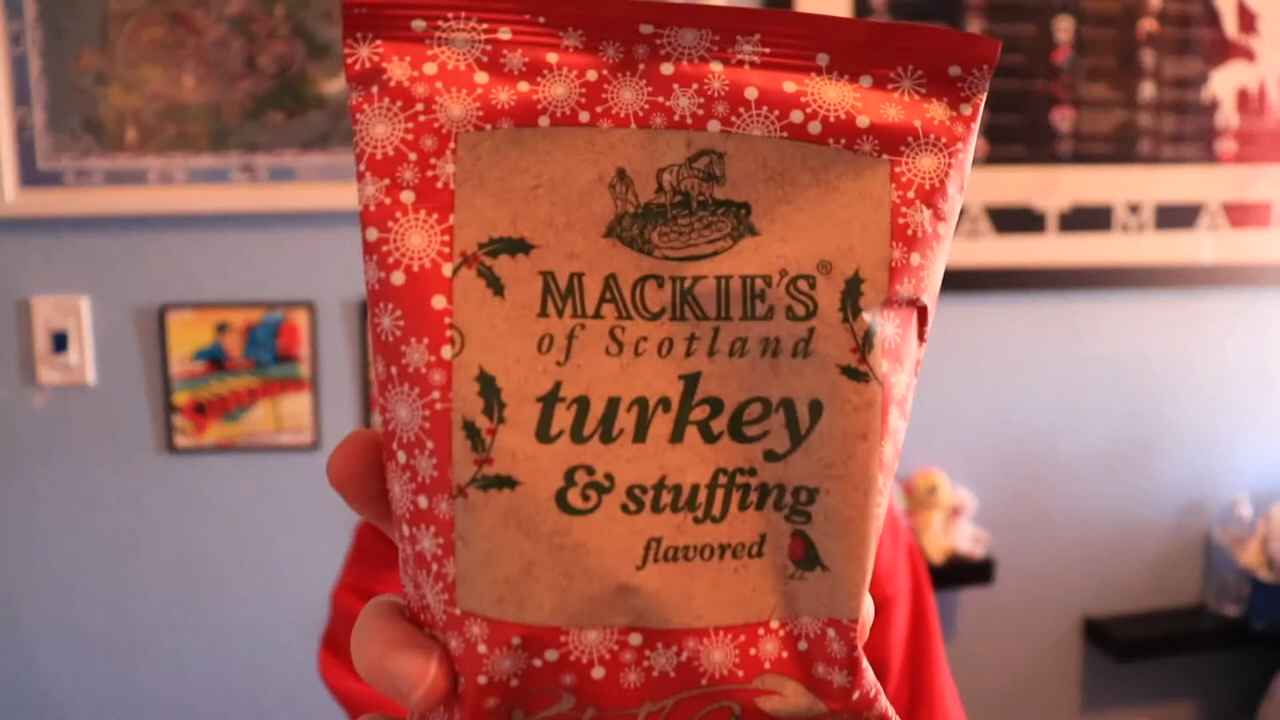 MACKIE'S®
of Scotland
turkey
& stuffing
flavored